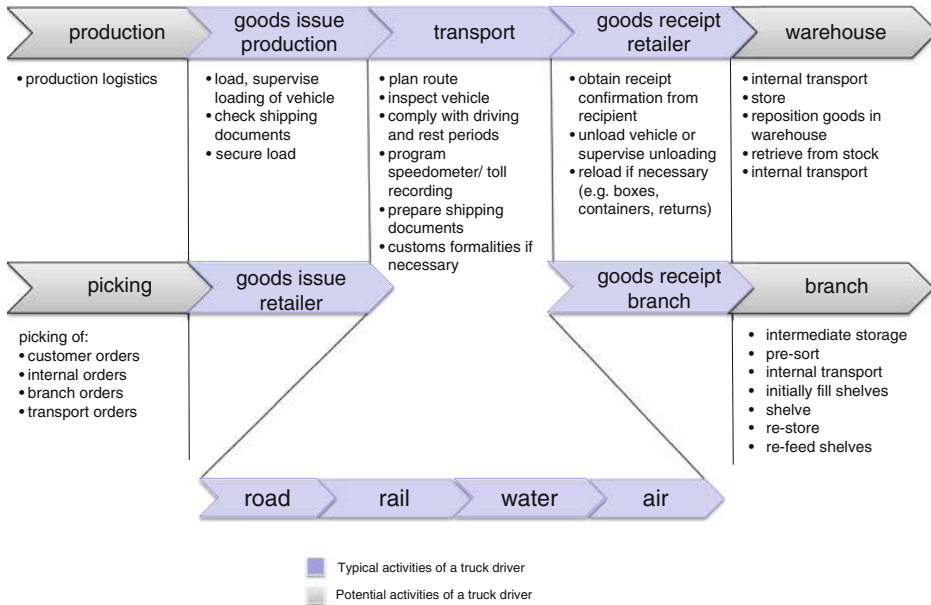 production
goods issue
production
transport
goods receipt
retailer
warehouse
• production logistics
• load, supervise
loading of vehicle
• check shipping
documents
• secure load
• plan route
• inspect vehicle
• comply with driving
and rest periods
• program
speedometer/ toll
recording
• prepare shipping
documents
• customs formalities if
necessary
• obtain receipt
confirmation from
recipient
• unload vehicle or
supervise unloading
• reload if necessary
(e.g. boxes,
containers, returns)
• internal transport
• store
• reposition goods in
warehouse
• retrieve from stock
• internal transport
picking
goods issue
retailer
goods receipt
branch
branch
picking of:
• customer orders
• internal orders
• branch orders
• transport orders
• intermediate storage
• pre-sort
• internal transport
• initially fill shelves
• shelve
• re-store
• re-feed shelves
road
rail
water
air
Typical activities of a truck driver
Potential activities of a truck driver